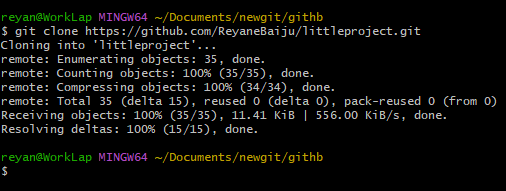 reyan@WorkLap MINGW64 ~/Documents/newgit/githb
$ git clone https://github.com/ReyaneBaiju/littleproject.git
Cloning into 'littleproject'...
remote: Enumerating objects: 35, done.
remote: Counting objects: 100% (35/35), done.
remote: Compressing objects: 100% (34/34), done.
remote: Total 35 (delta 15), reused 0 (delta 0), pack-reused 0 (from 0)
Receiving objects: 100% (35/35), 11.41 KiB | 556.00 KiB/s, done.
Resolving deltas: 100% (15/15), done.
reyan@WorkLap MINGW64 ~/Documents/newgit/githb
$